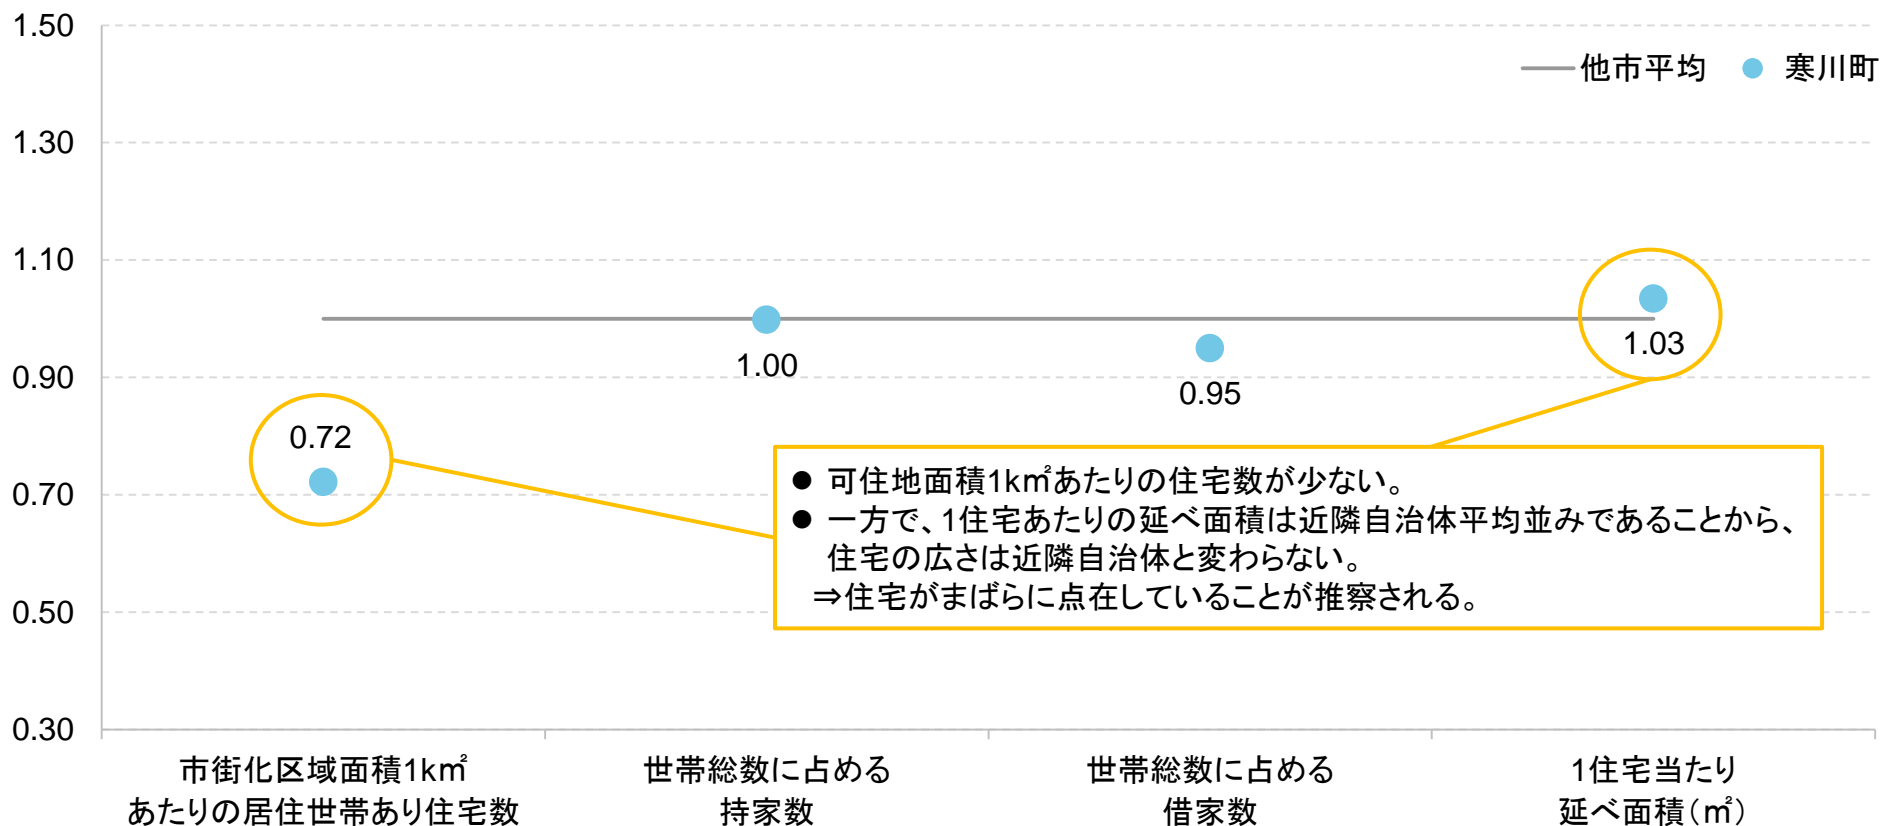 1.50
他市平均
寒川町
1.30
1.10
1.03
1.00
0.90
0.95
0.72
0.70
● 可住地面積1k㎡あたりの住宅数が少ない。
● 一方で、1住宅あたりの延べ面積は近隣自治体平均並みであることから、
住宅の広さは近隣自治体と変わらない。
⇒住宅がまばらに点在していることが推察される。
0.50
0.30
市街化区域面積1k㎡
あたりの居住世帯あり住宅数
世帯総数に占める
持家数
世帯総数に占める
借家数
1住宅当たり
延べ面積(㎡)